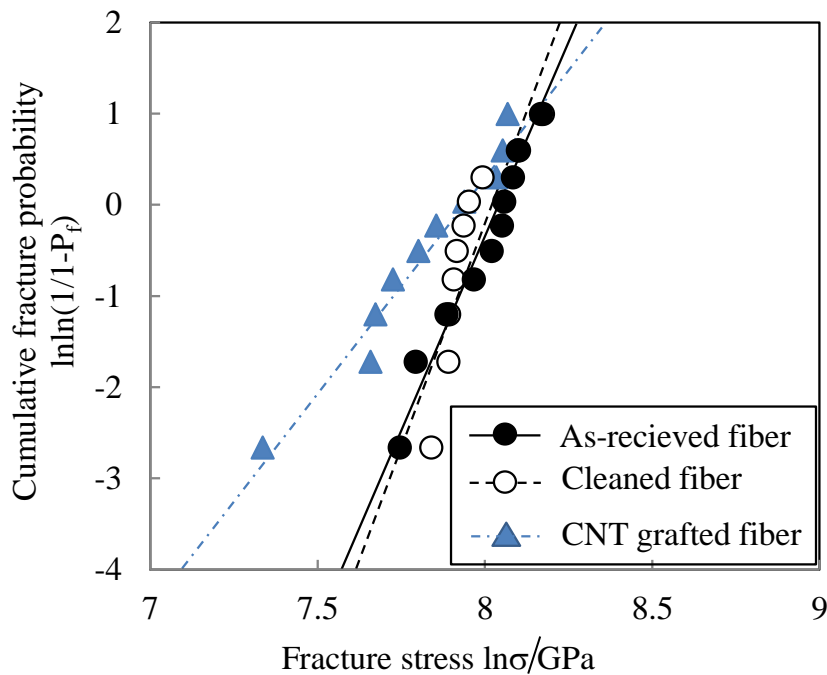 Cumulative fracture probability
lnln(1/1-Pf)
2
1
0
-1
-2
-3
-4
7
7.5
8
8.5
9
Fracture stress lnσ/GPa
As-recieved fiber
Cleaned fiber
CNT grafted fiber